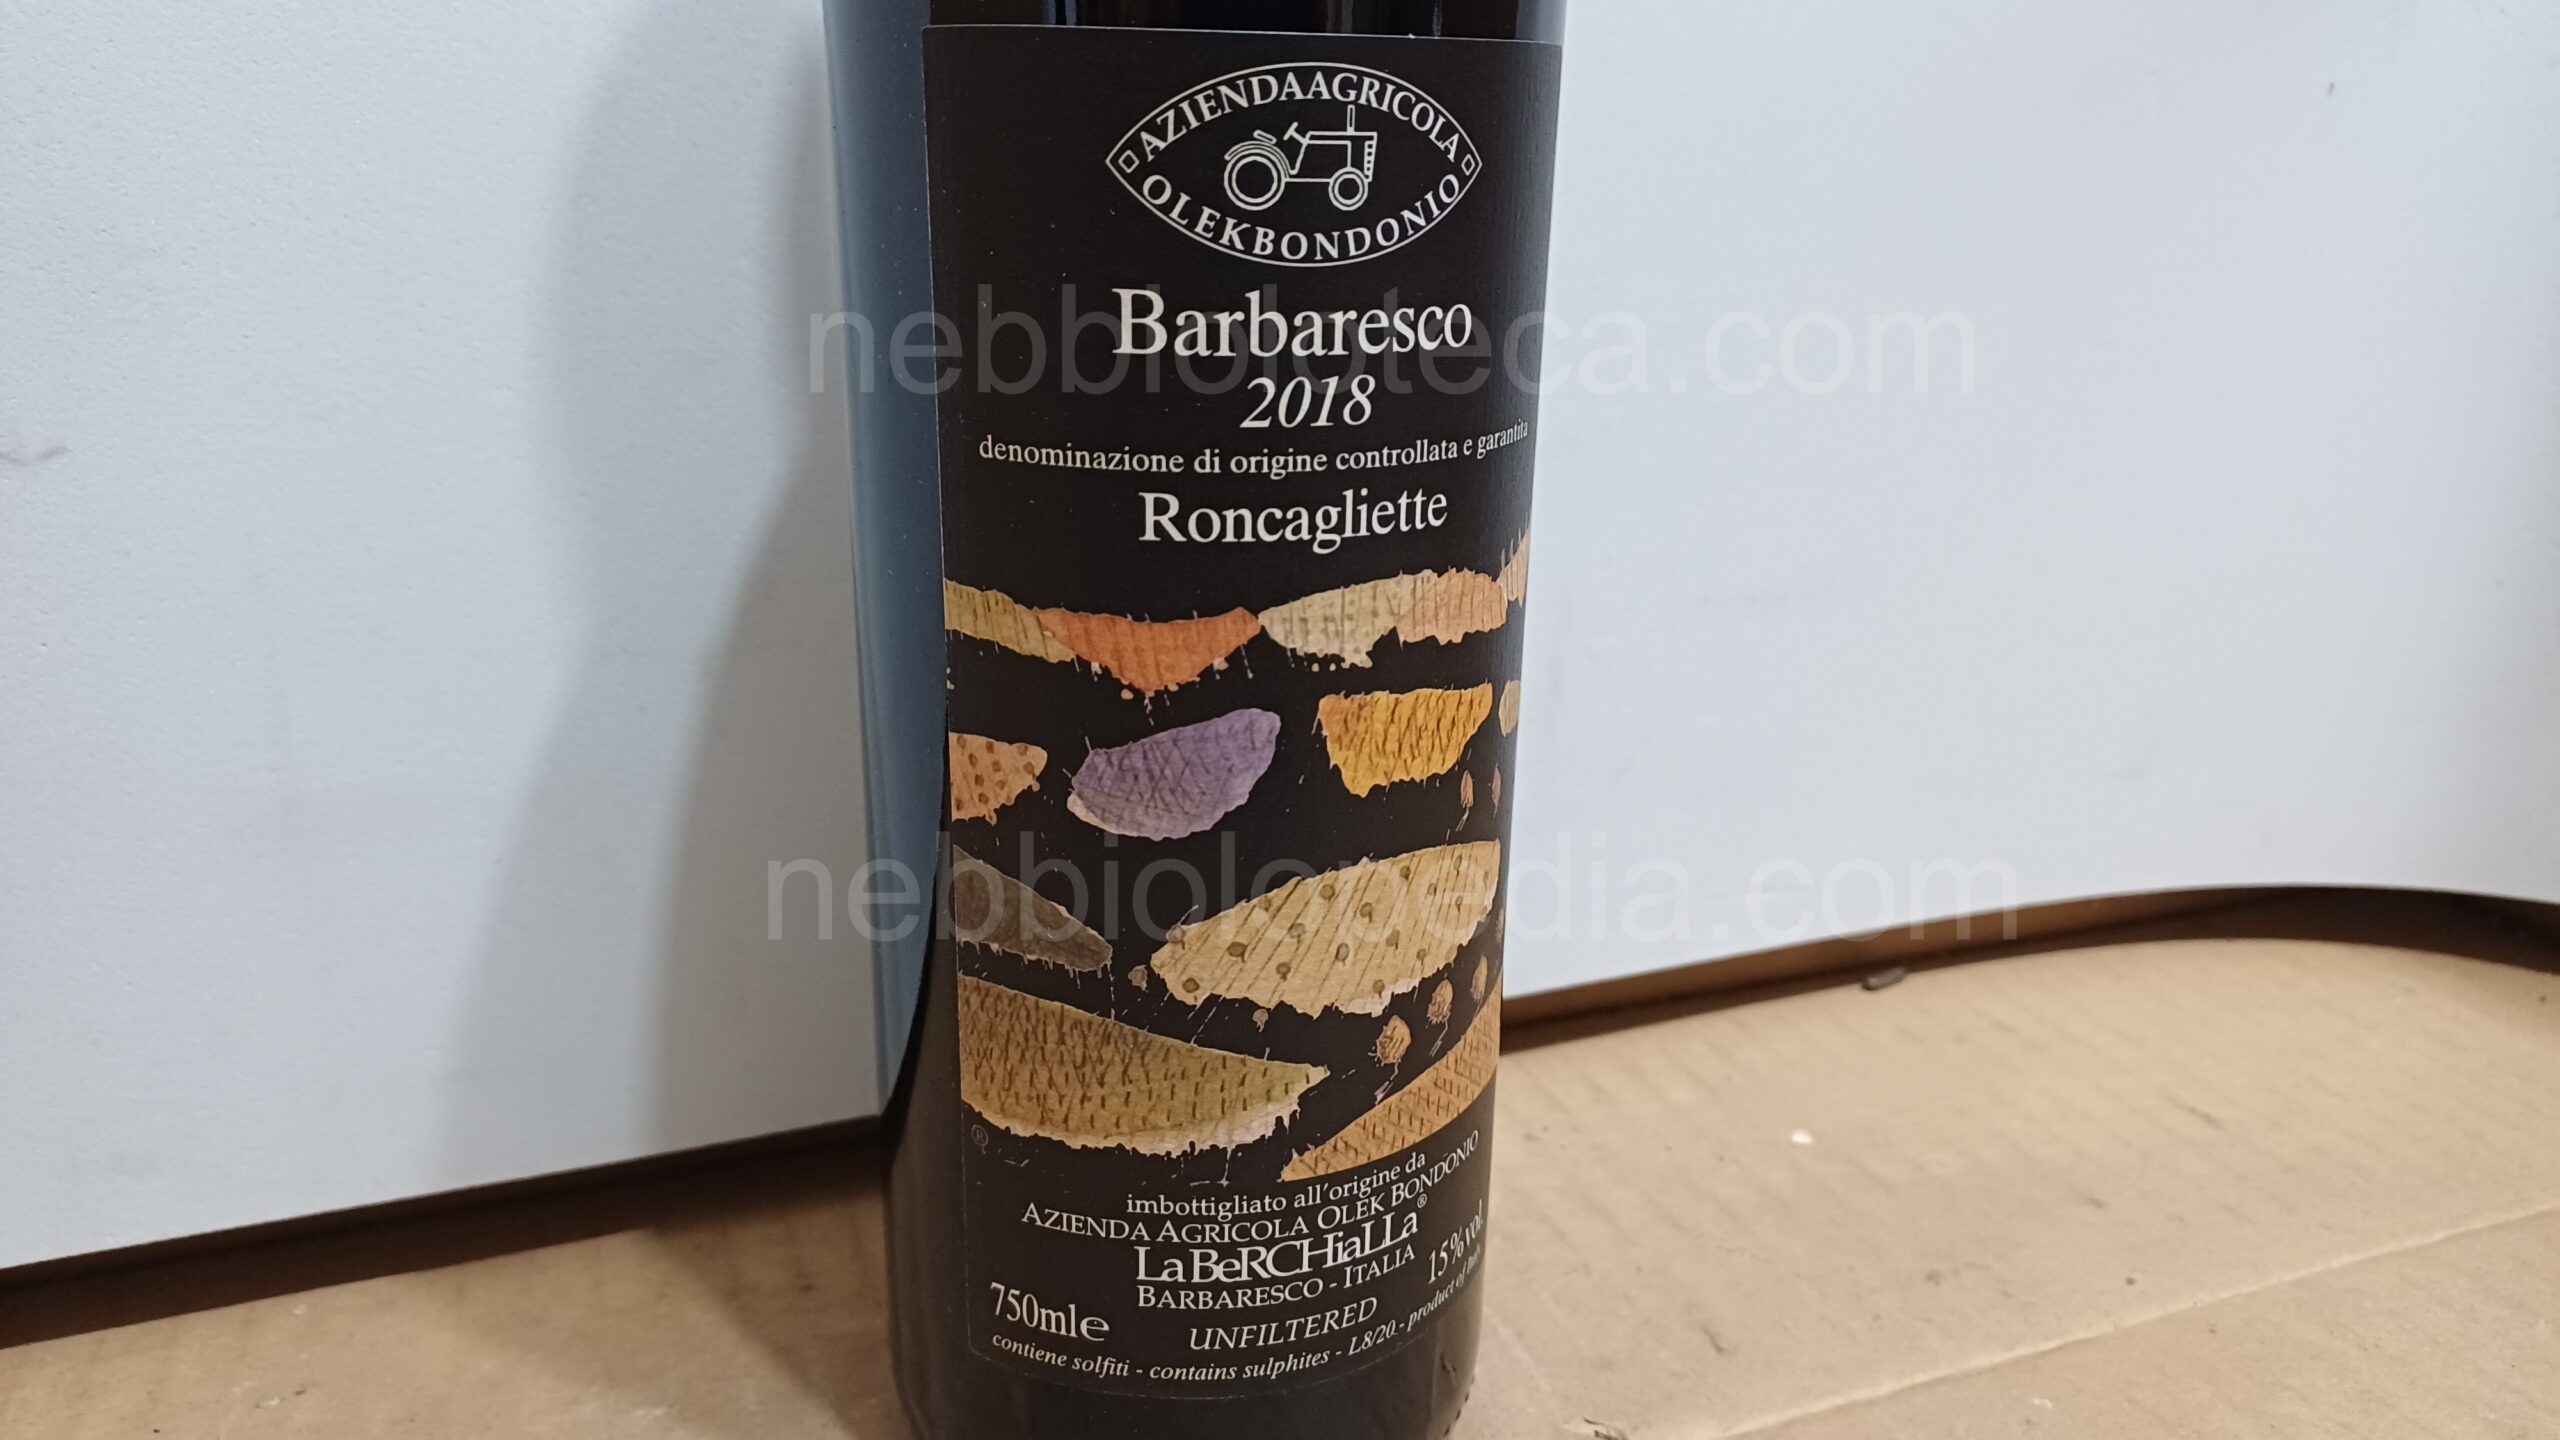 AZIENDAAGRICOLA
OLEKBONDONIO
Barbaresco
nebbioloteca.com
2018
denominazione di origine controllata e garantita
Roncagliette
nebbiolopedia.com
®
imbottigliato all'origine da
AZIENDA AGRICOLA OLEK BONDONIO
LaBeRCHiaLLa®
BARBARESCO - ITALIA
15%vol.
750ml℮
UNFILTERED
contiene solfiti - contains sulphites - L8/20 - product of Italy